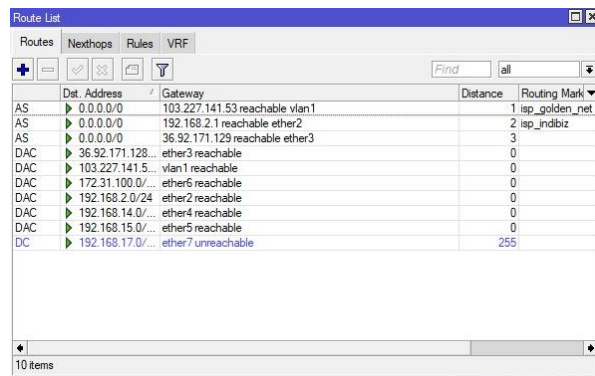 Route List
Routes Nexthops Rules VRF
Find all
Dst. Address Gateway Distance Routing Mark
AS 0.0.0.0/0 103.227.141.53 reachable vlan1 1 isp_golden_net
AS 0.0.0.0/0 192.168.2.1 reachable ether2 2 isp_indibiz
AS 0.0.0.0/0 36.92.171.129 reachable ether3 3
DAC 36.92.171.128... ether3 reachable 0
DAC 103.227.141.5... vlan1 reachable 0
DAC 172.31.100.0/... ether6 reachable 0
DAC 192.168.2.0/24 ether2 reachable 0
DAC 192.168.14.0/... ether4 reachable 0
DAC 192.168.15.0/... ether5 reachable 0
DC 192.168.17.0/... ether7 unreachable 255
10 items